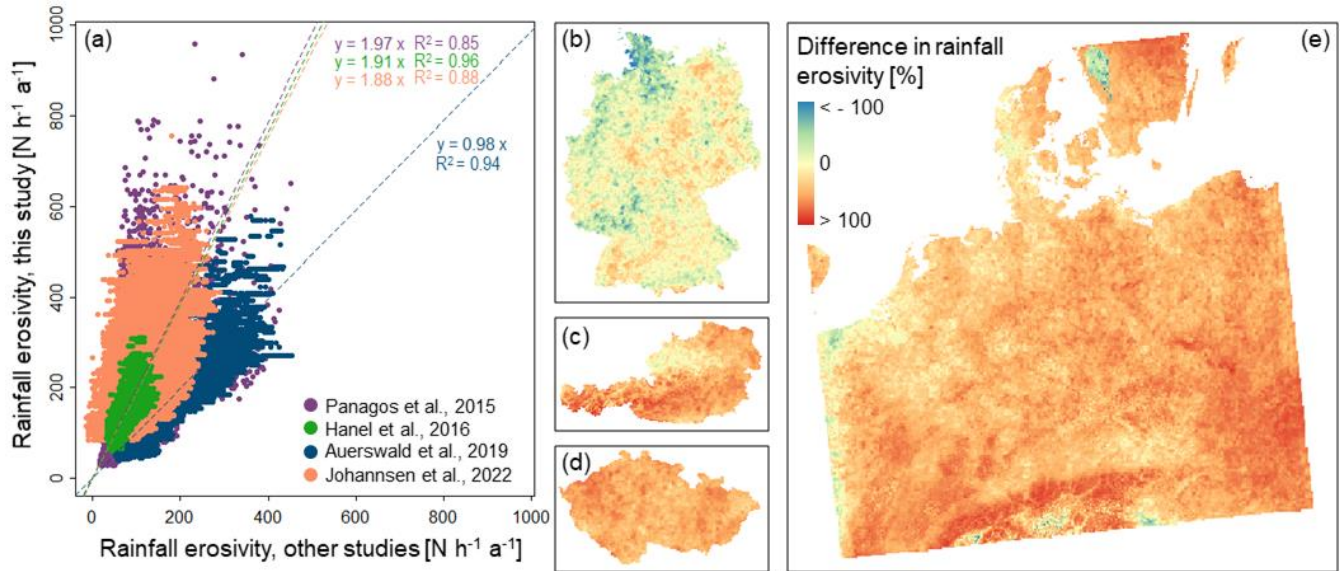 (a)
y = 1.97 x R² = 0.85
y = 1.91 x R² = 0.96
y = 1.88 x R² = 0.88
y = 0.98 x
R² = 0.94
1000
800
600
400
200
0
Rainfall erosivity, this study [N h⁻¹ a⁻¹]
Panagos et al., 2015
Hanel et al., 2016
Auerswald et al., 2019
Johannsen et al., 2022
0 200 400 600 800 1000
Rainfall erosivity, other studies [N h⁻¹ a⁻¹]
(b)
(c)
(d)
(e)
Difference in rainfall
erosivity [%]
< - 100
0
> 100